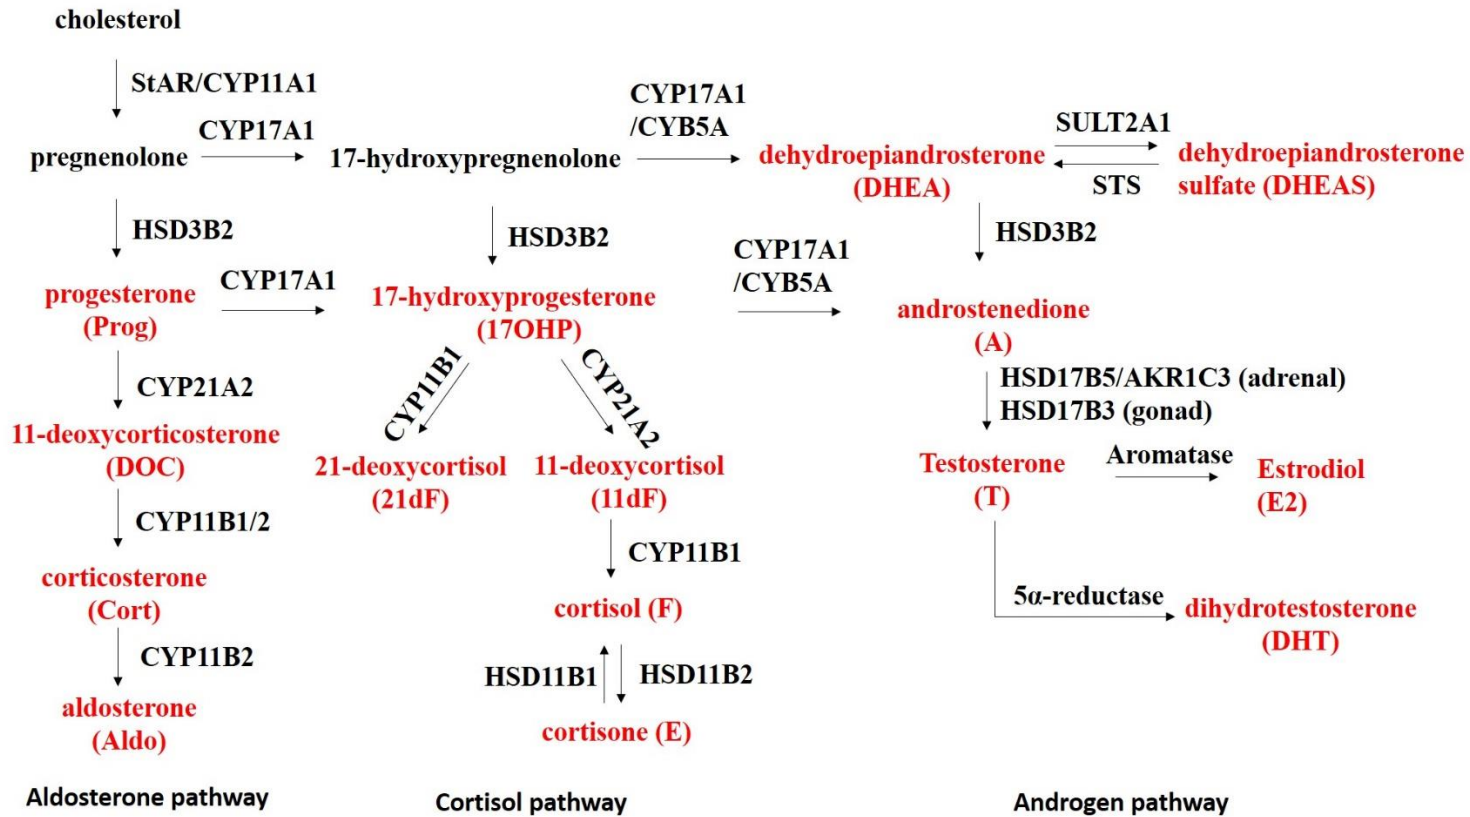 cholesterol
StAR/CYP11A1
CYP17A1
pregnenolone
17-hydroxypregnenolone
CYP17A1
/CYB5A
dehydroepiandrosterone
(DHEA)
SULT2A1
STS
dehydroepiandrosterone
sulfate (DHEAS)
HSD3B2
HSD3B2
HSD3B2
progesterone
(Prog)
CYP17A1
17-hydroxyprogesterone
(17OHP)
CYP17A1
/CYB5A
androstenedione
(A)
CYP21A2
CYP11B1
CYP21A2
HSD17B5/AKR1C3 (adrenal)
HSD17B3 (gonad)
11-deoxycorticosterone
(DOC)
21-deoxycortisol
(21dF)
11-deoxycortisol
(11dF)
Testosterone
(T)
Aromatase
Estrodiol
(E2)
CYP11B1/2
CYP11B1
corticosterone
(Cort)
cortisol (F)
5α-reductase
dihydrotestosterone
(DHT)
CYP11B2
HSD11B1
HSD11B2
aldosterone
(Aldo)
cortisone (E)
Aldosterone pathway
Cortisol pathway
Androgen pathway